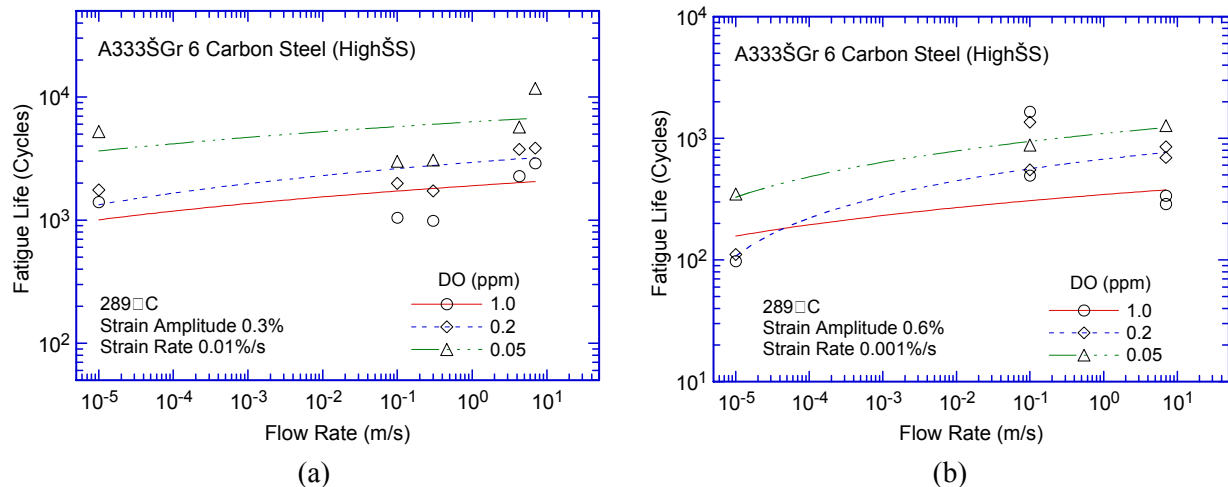 A333ŠGr 6 Carbon Steel (HighŠS)
Fatigue Life (Cycles)
10^4
10^3
10^2
289□C
Strain Amplitude 0.3%
Strain Rate 0.01%/s
DO (ppm)
1.0
0.2
0.05
10^-5 10^-4 10^-3 10^-2 10^-1 10^0 10^1
Flow Rate (m/s)
(a)
A333ŠGr 6 Carbon Steel (HighŠS)
Fatigue Life (Cycles)
10^4
10^3
10^2
10^1
289□C
Strain Amplitude 0.6%
Strain Rate 0.001%/s
DO (ppm)
1.0
0.2
0.05
10^-5 10^-4 10^-3 10^-2 10^-1 10^0 10^1
Flow Rate (m/s)
(b)